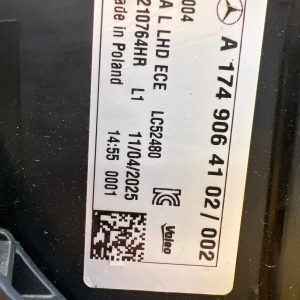 A 174 906 41 02 / 002
004
A L LHD ECE LC52480
210764HR L1 11/04/2025
ade in Poland 14:55 0001
Valeo